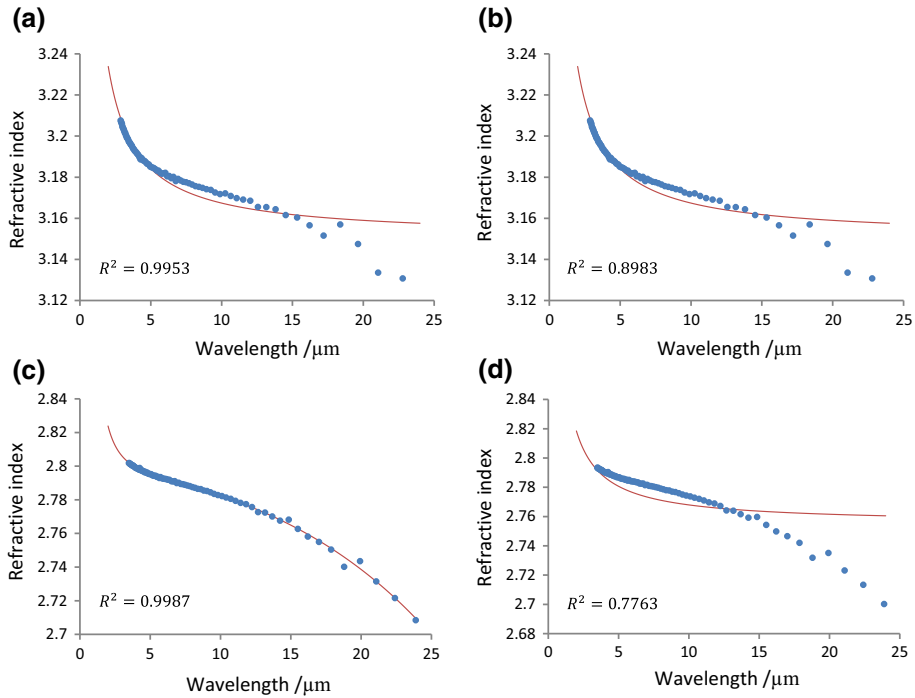 (a)
3.24
3.22
3.2
3.18
3.16
3.14
3.12
Refractive index
R² = 0.9953
0 5 10 15 20 25
Wavelength /μm
(b)
3.24
3.22
3.2
3.18
3.16
3.14
3.12
Refractive index
R² = 0.8983
0 5 10 15 20 25
Wavelength /μm
(c)
2.84
2.82
2.8
2.78
2.76
2.74
2.72
2.7
Refractive index
R² = 0.9987
0 5 10 15 20 25
Wavelength /μm
(d)
2.84
2.82
2.8
2.78
2.76
2.74
2.72
2.7
2.68
Refractive index
R² = 0.7763
0 5 10 15 20 25
Wavelength /μm